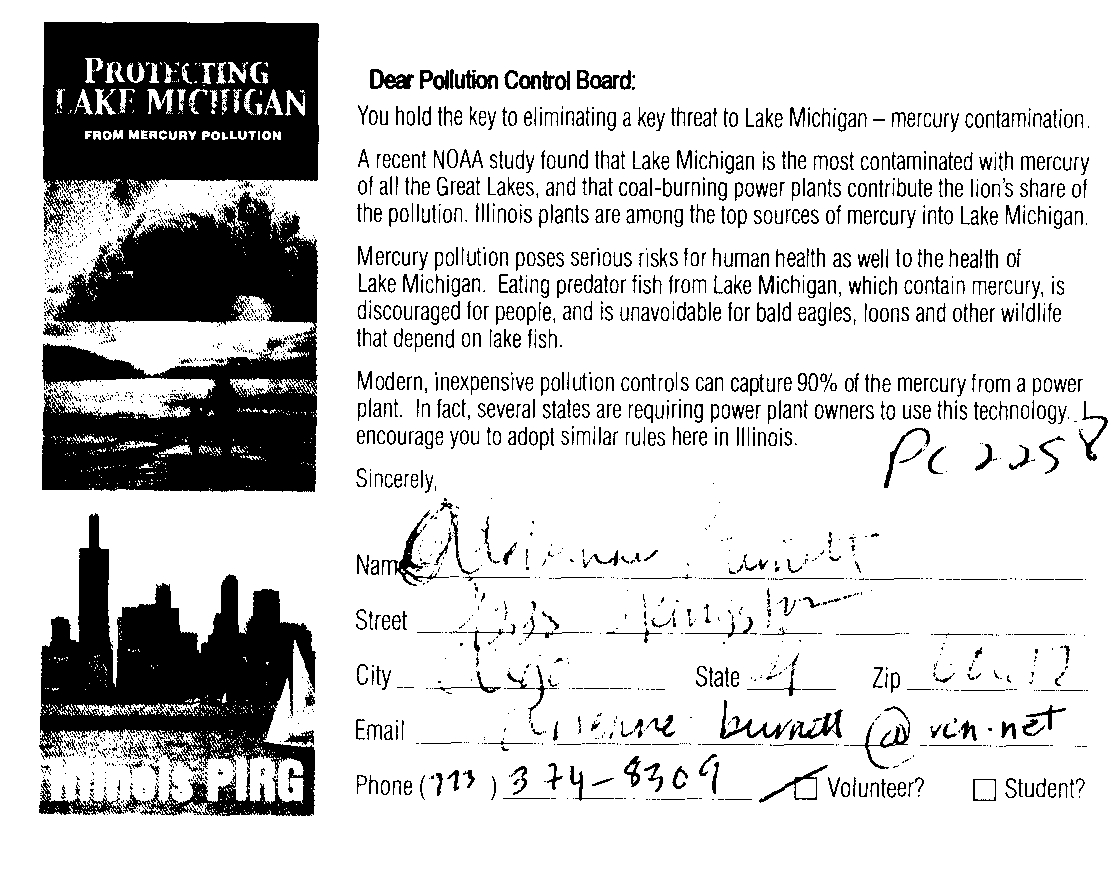 PROTECTING
LAKE MICHIGAN
FROM MERCURY POLLUTION
Illinois PIRG
Dear Pollution Control Board:
You hold the key to eliminating a key threat to Lake Michigan – mercury contamination.
A recent NOAA study found that Lake Michigan is the most contaminated with mercury
of all the Great Lakes, and that coal-burning power plants contribute the lion's share of
the pollution. Illinois plants are among the top sources of mercury into Lake Michigan.
Mercury pollution poses serious risks for human health as well to the health of
Lake Michigan. Eating predator fish from Lake Michigan, which contain mercury, is
discouraged for people, and is unavoidable for bald eagles, loons and other wildlife
that depend on lake fish.
Modern, inexpensive pollution controls can capture 90% of the mercury from a power
plant. In fact, several states are requiring power plant owners to use this technology. I
encourage you to adopt similar rules here in Illinois.
PC 2258
Sincerely,
Name Adrienne Burnett
Street
City State Zip
Email burnett @ rcn.net
Phone (773) 374-8309 Volunteer? Student?